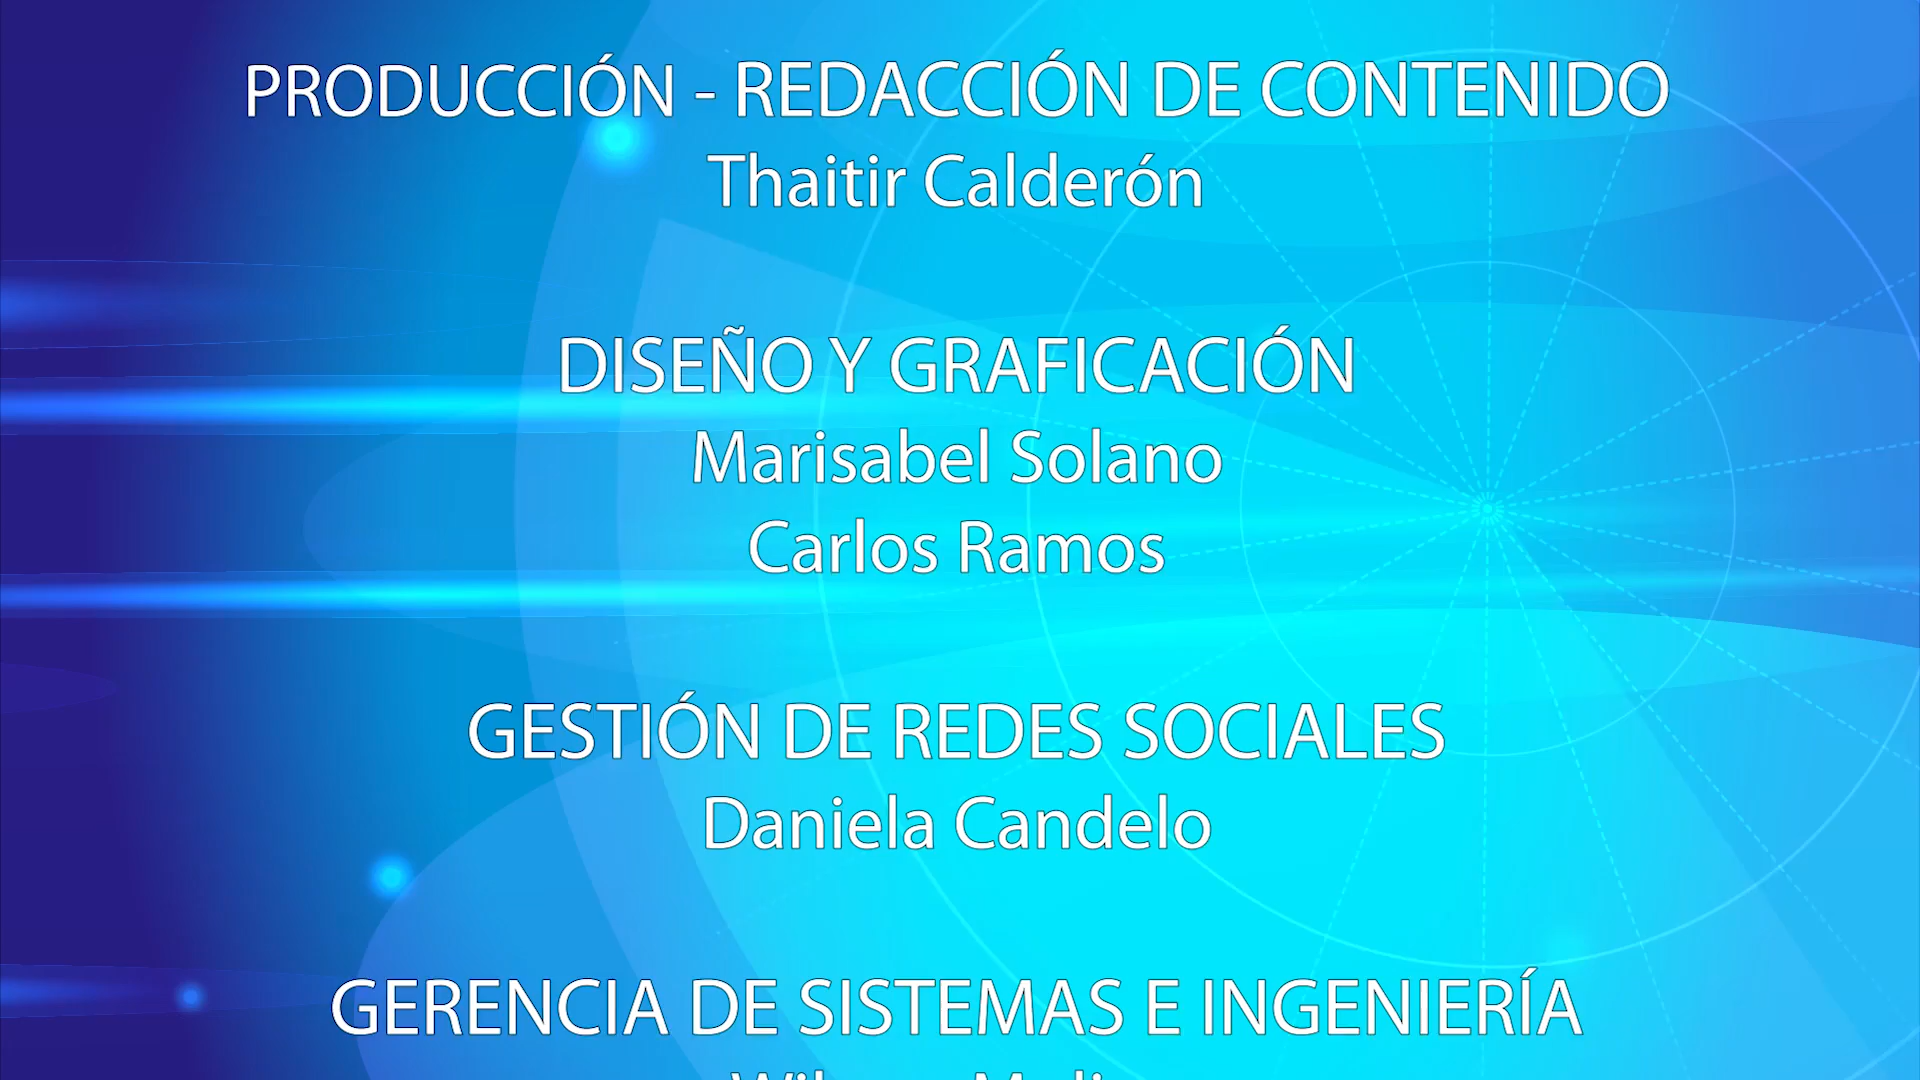 PRODUCCIÓN - REDACCIÓN DE CONTENIDO
Thaitir Calderón
DISEÑO Y GRAFICACIÓN
Marisabel Solano
Carlos Ramos
GESTIÓN DE REDES SOCIALES
Daniela Candelo
GERENCIA DE SISTEMAS E INGENIERÍA